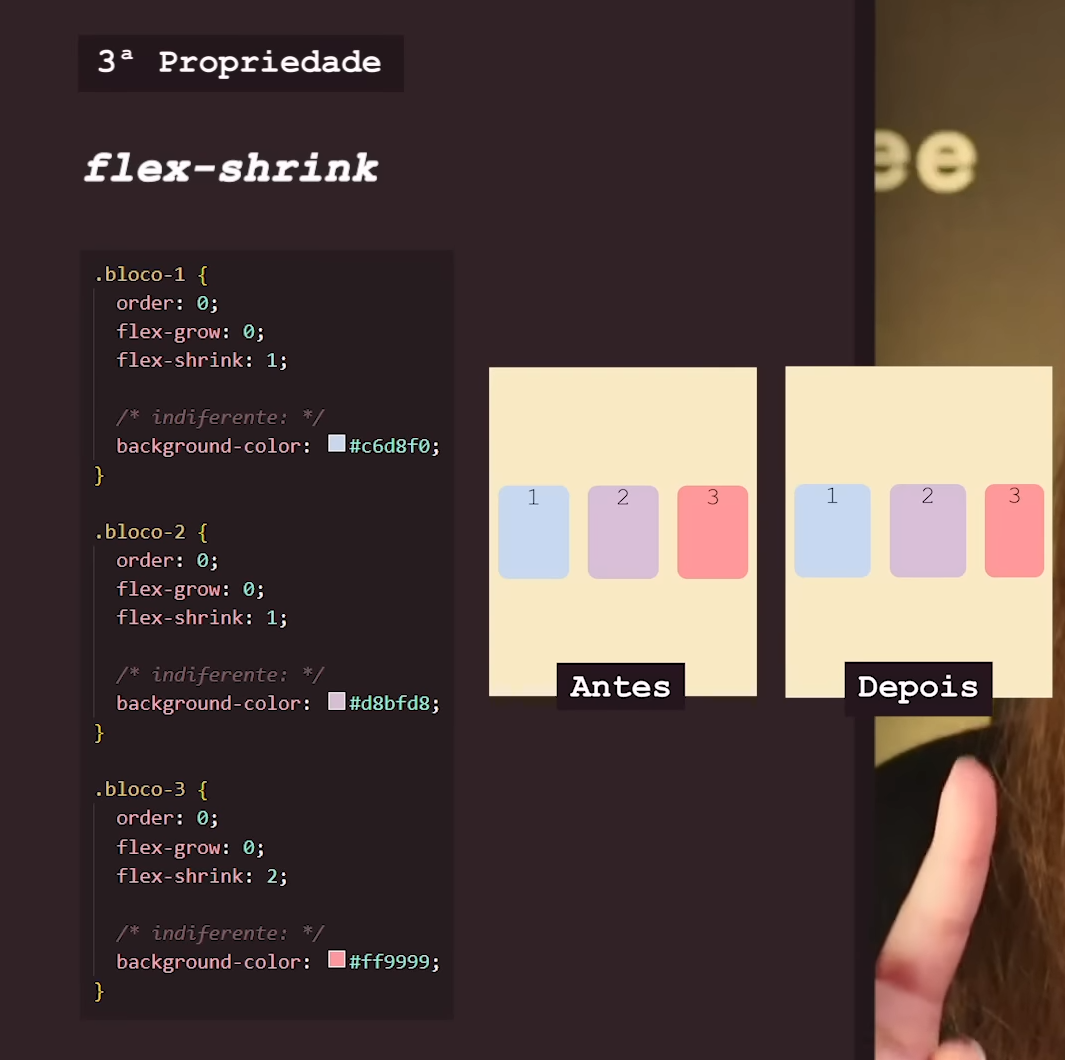 3ª Propriedade
flex-shrink
.bloco-1 {
order: 0;
flex-grow: 0;
flex-shrink: 1;
/* indiferente: */
background-color: #c6d8f0;
}
.bloco-2 {
order: 0;
flex-grow: 0;
flex-shrink: 1;
/* indiferente: */
background-color: #d8bfd8;
}
.bloco-3 {
order: 0;
flex-grow: 0;
flex-shrink: 2;
/* indiferente: */
background-color: #ff9999;
}
1 2 3
Antes
1 2 3
Depois
ee